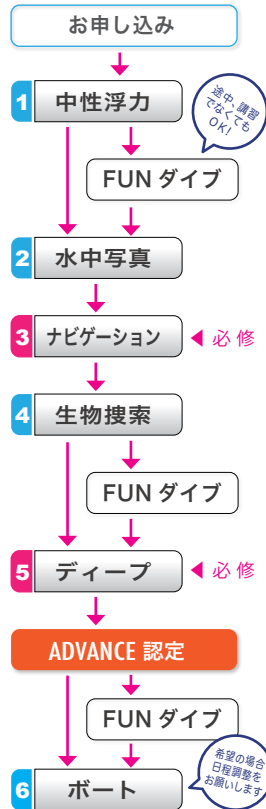 お申し込み
1 中性浮力
途中、講習
でなくても
OK!
FUN ダイブ
2 水中写真
3 ナビゲーション ◀ 必修
4 生物捜索
FUN ダイブ
5 ディープ ◀ 必修
ADVANCE 認定
FUN ダイブ
希望の場合
日程調整を
お願いします
6 ボート